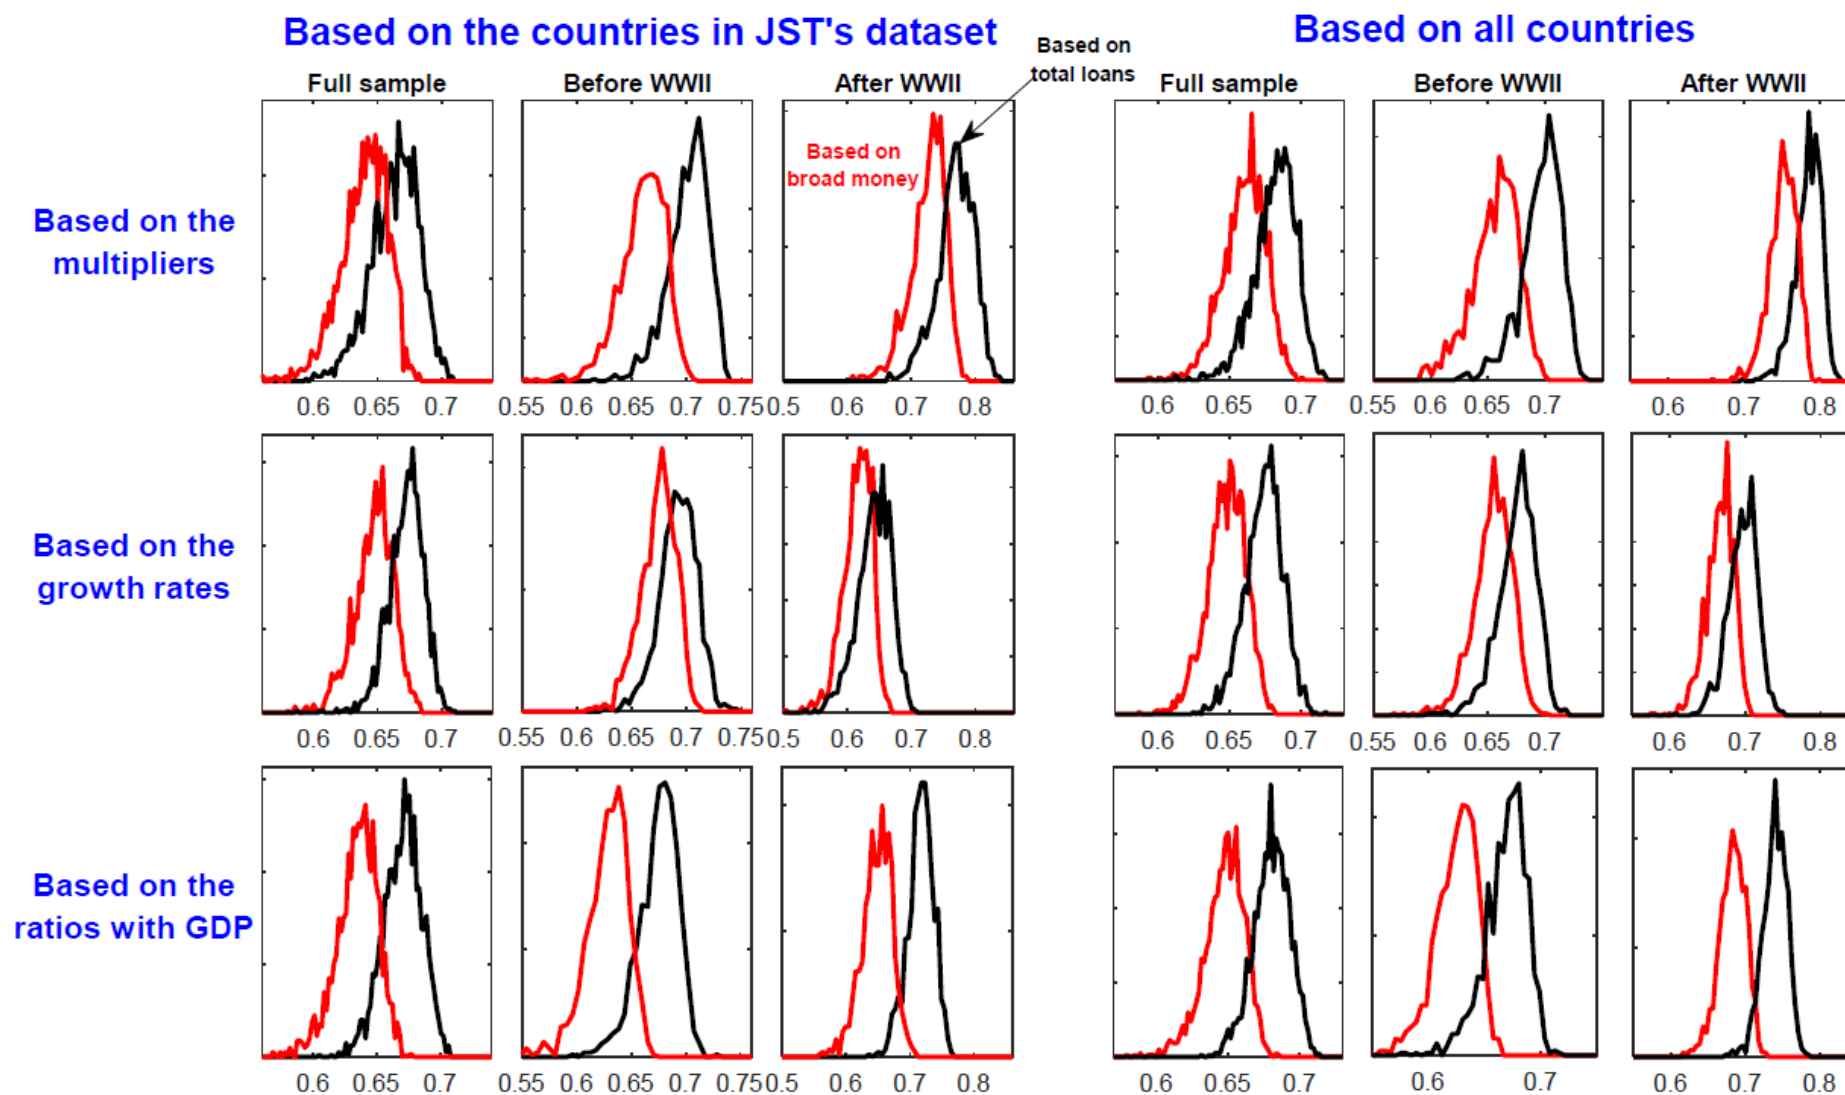 Based on the countries in JST's dataset
Based on all countries
Based on
total loans
Full sample
Before WWII
After WWII
Full sample
Before WWII
After WWII
Based on the
multipliers
Based on
broad money
0.6 0.65 0.7
0.55 0.6 0.65 0.7 0.75
0.5 0.6 0.7 0.8
0.6 0.65 0.7
0.55 0.6 0.65 0.7
0.6 0.7 0.8
Based on the
growth rates
0.6 0.65 0.7
0.55 0.6 0.65 0.7 0.75
0.5 0.6 0.7 0.8
0.6 0.65 0.7
0.55 0.6 0.65 0.7
0.6 0.7 0.8
Based on the
ratios with GDP
0.6 0.65 0.7
0.55 0.6 0.65 0.7 0.75
0.5 0.6 0.7 0.8
0.6 0.65 0.7
0.6 0.7
0.6 0.7 0.8